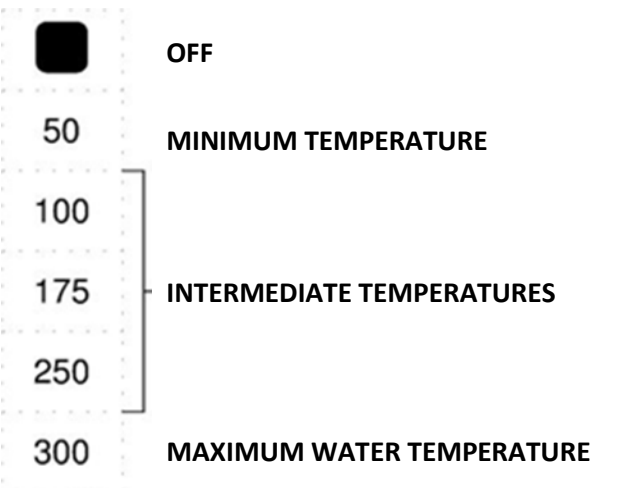 OFF
50 MINIMUM TEMPERATURE
100
175 INTERMEDIATE TEMPERATURES
250
300 MAXIMUM WATER TEMPERATURE